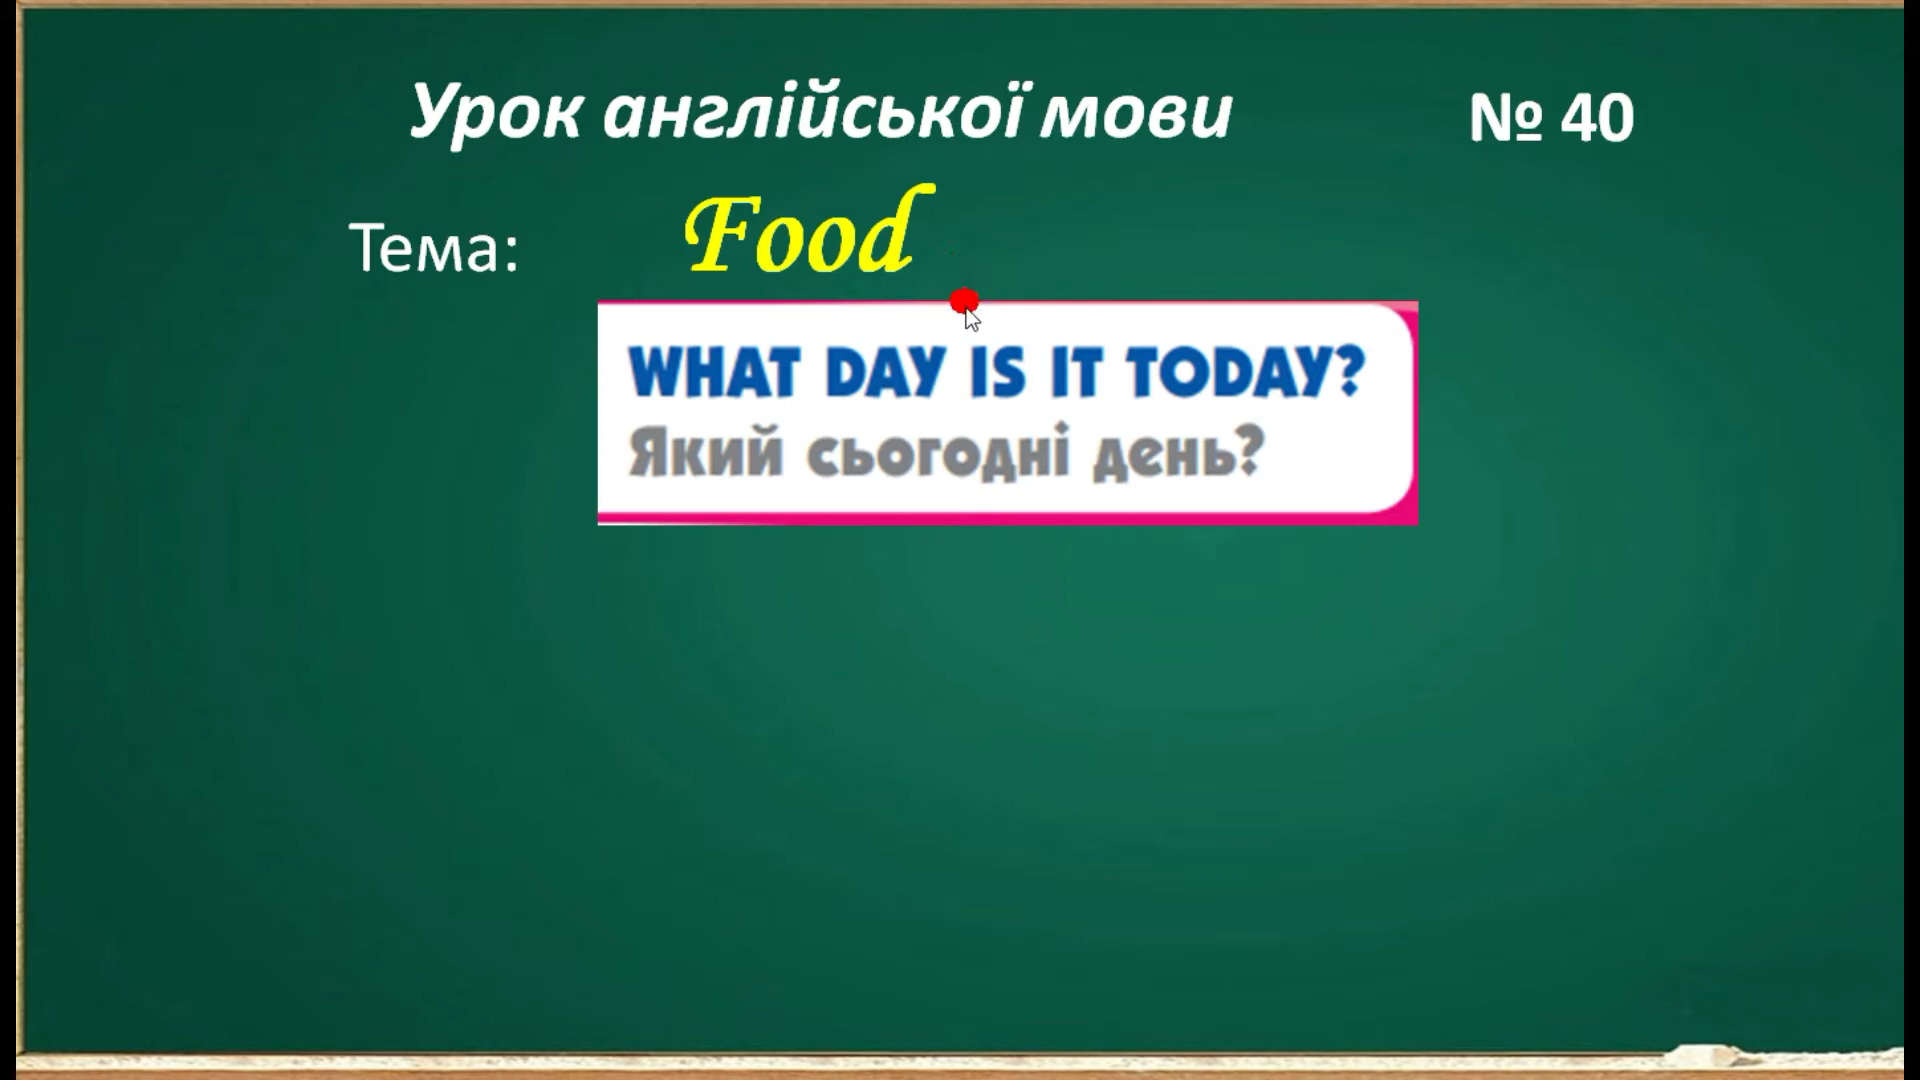 Урок англійської мови № 40
Тема: Food
WHAT DAY IS IT TODAY?
Який сьогодні день?